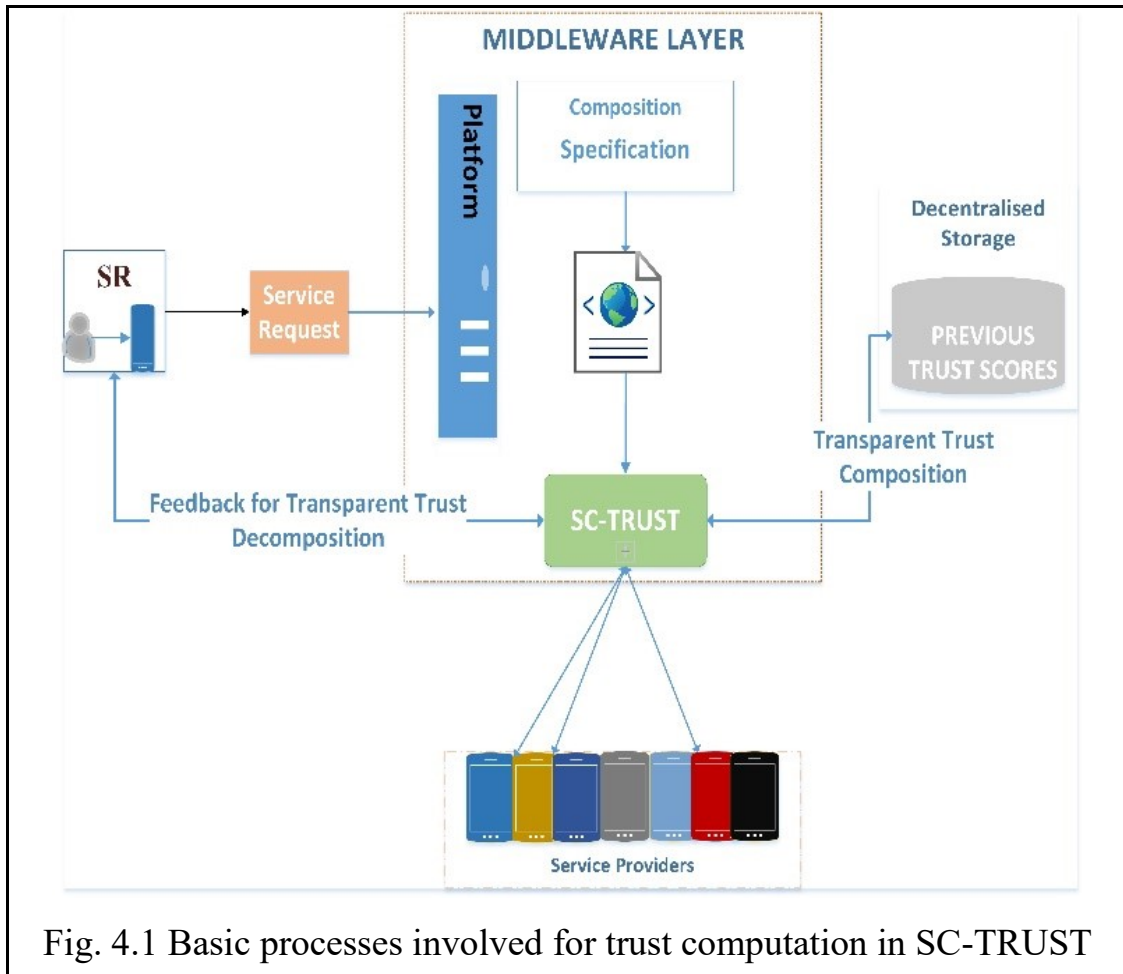 MIDDLEWARE LAYER
Platform
Composition
Specification
Decentralised
Storage
SR
Service
Request
PREVIOUS
TRUST SCORES
Transparent Trust
Composition
Feedback for Transparent Trust
Decomposition
SC-TRUST
Service Providers
Fig. 4.1 Basic processes involved for trust computation in SC-TRUST